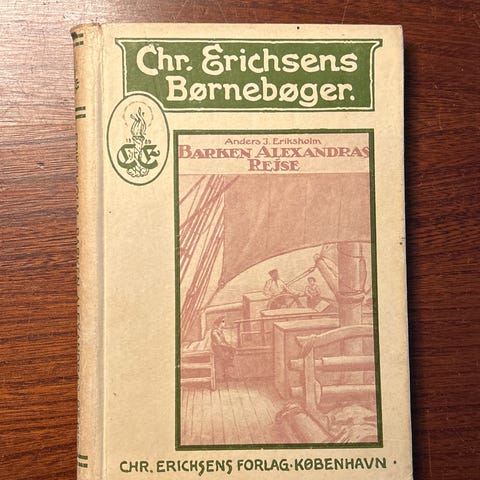 Chr. Erichsens
Børnebøger.
Anders J. Eriksholm
BARKEN ALEXANDRAS
REJSE
CHR. ERICHSENS FORLAG · KØBENHAVN ·